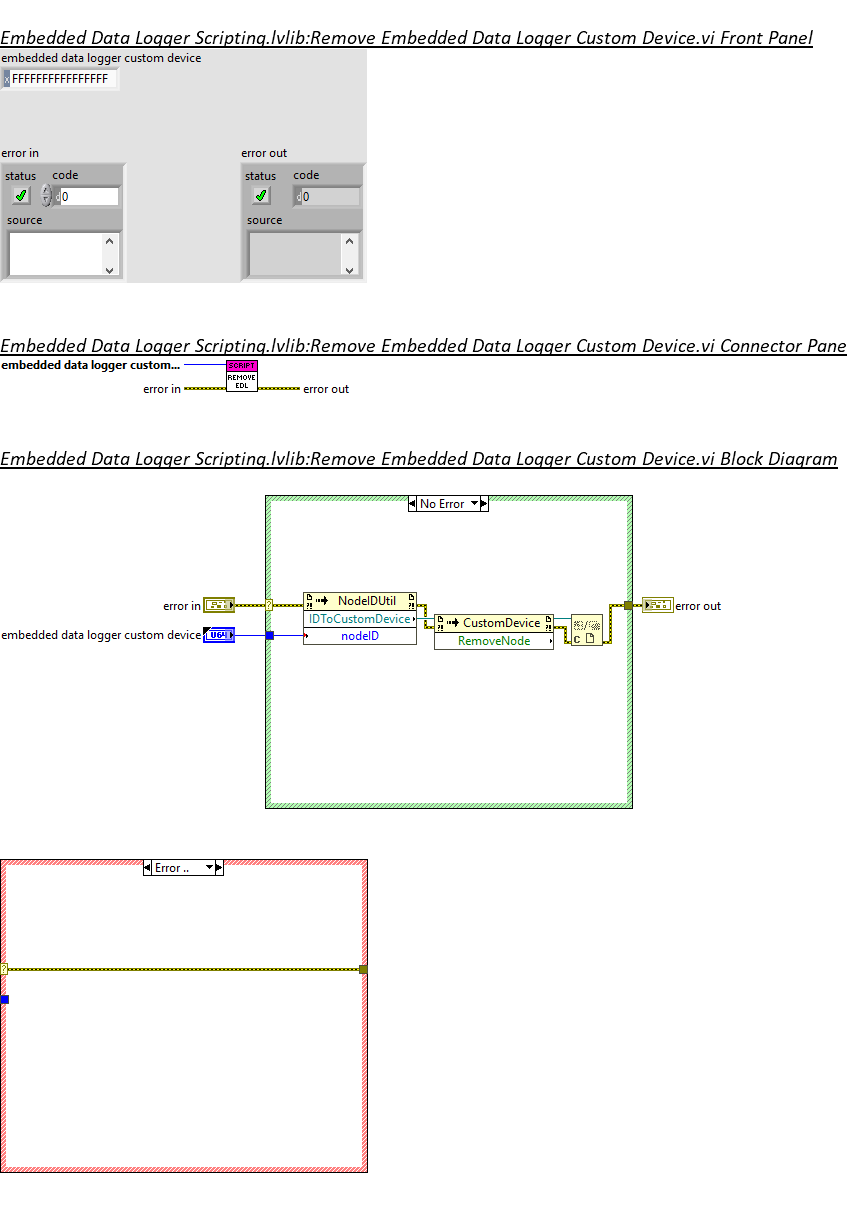 Embedded Data Logger Scripting.lvlib:Remove Embedded Data Logger Custom Device.vi Front Panel
embedded data logger custom device
x FFFFFFFFFFFFFFFF
error in
error out
status code
status code
d 0
d 0
source
source
Embedded Data Logger Scripting.lvlib:Remove Embedded Data Logger Custom Device.vi Connector Pane
embedded data logger custom...
SCRIPT
REMOVE
EDL
error in
error out
Embedded Data Logger Scripting.lvlib:Remove Embedded Data Logger Custom Device.vi Block Diagram
No Error
error in
? NodeIDUtil
error out
IDToCustomDevice
CustomDevice
embedded data logger custom device
U64
nodeID
RemoveNode
C
Error ..
?